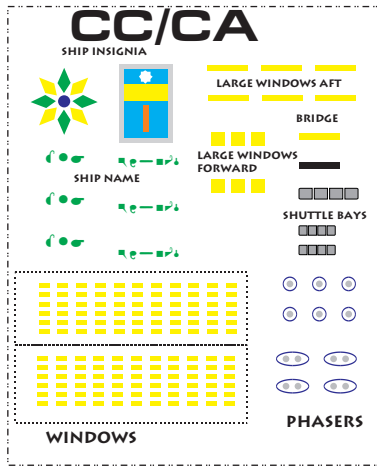 CC/CA
SHIP INSIGNIA
LARGE WINDOWS AFT
BRIDGE
LARGE WINDOWS
FORWARD
SHIP NAME
SHUTTLE BAYS
PHASERS
WINDOWS